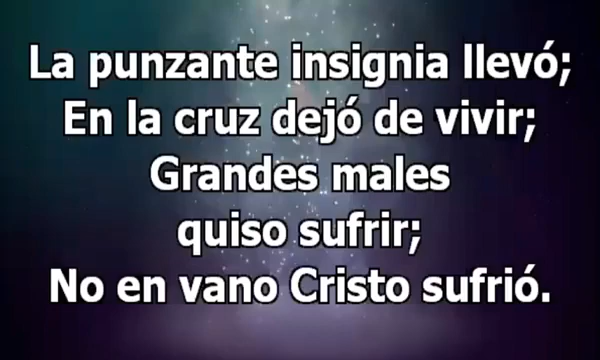 La punzante insignia llevó;
En la cruz dejó de vivir;
Grandes males
quiso sufrir;
No en vano Cristo sufrió.